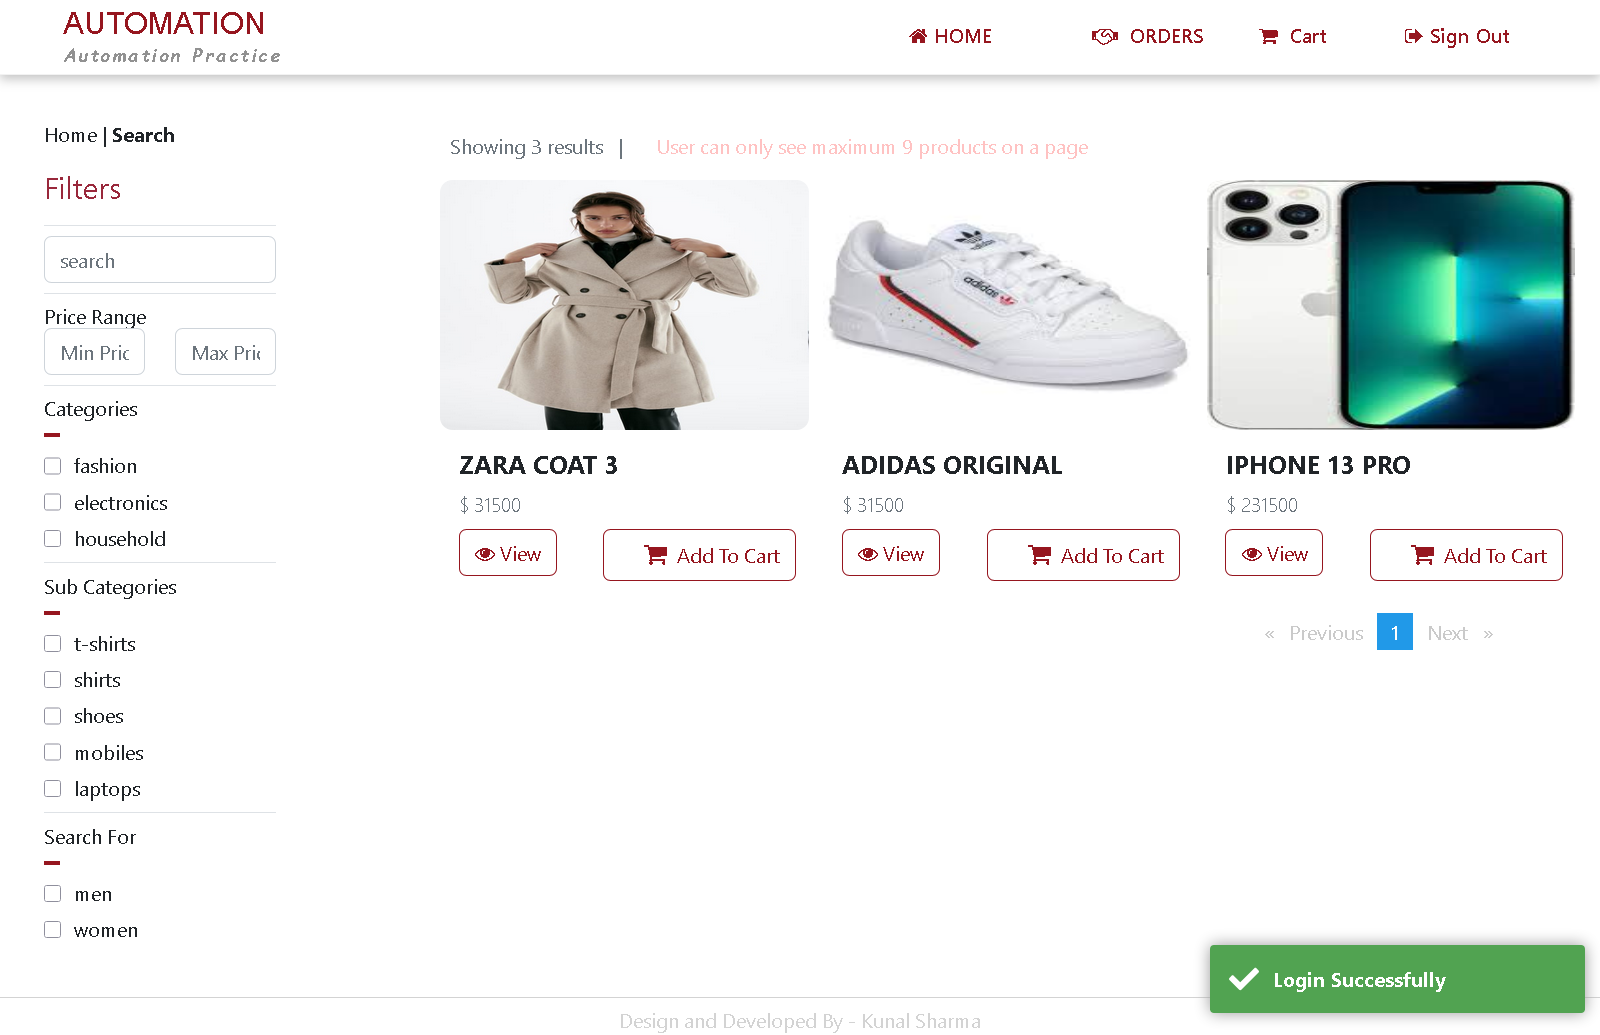 AUTOMATION
Automation Practice
HOME
ORDERS
Cart
Sign Out
Home | Search
Filters
search
Price Range
Min Pric
Max Pric
Categories
fashion
electronics
household
Sub Categories
t-shirts
shirts
shoes
mobiles
laptops
Search For
men
women
Showing 3 results |
User can only see maximum 9 products on a page
adidas
adidas
ZARA COAT 3
$ 31500
View
Add To Cart
ADIDAS ORIGINAL
$ 31500
View
Add To Cart
IPHONE 13 PRO
$ 231500
View
Add To Cart
« Previous 1 Next »
Login Successfully
Design and Developed By - Kunal Sharma